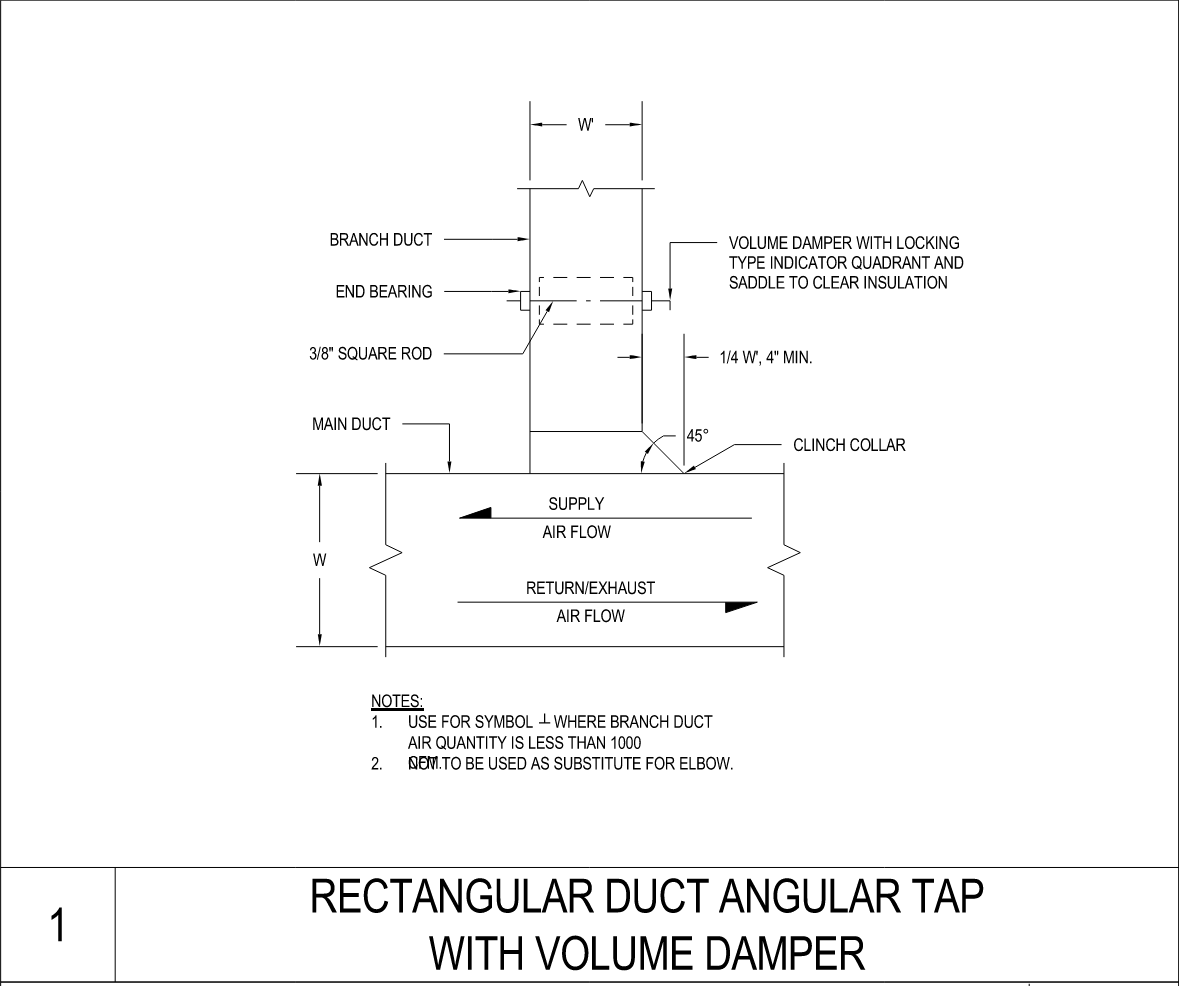 W'
BRANCH DUCT
VOLUME DAMPER WITH LOCKING
TYPE INDICATOR QUADRANT AND
SADDLE TO CLEAR INSULATION
END BEARING
3/8" SQUARE ROD
1/4 W', 4" MIN.
MAIN DUCT
45°
CLINCH COLLAR
SUPPLY
AIR FLOW
W
RETURN/EXHAUST
AIR FLOW
NOTES:
1. USE FOR SYMBOL ┴ WHERE BRANCH DUCT
AIR QUANTITY IS LESS THAN 1000
CFM.
2. NOT TO BE USED AS SUBSTITUTE FOR ELBOW.
1
RECTANGULAR DUCT ANGULAR TAP
WITH VOLUME DAMPER